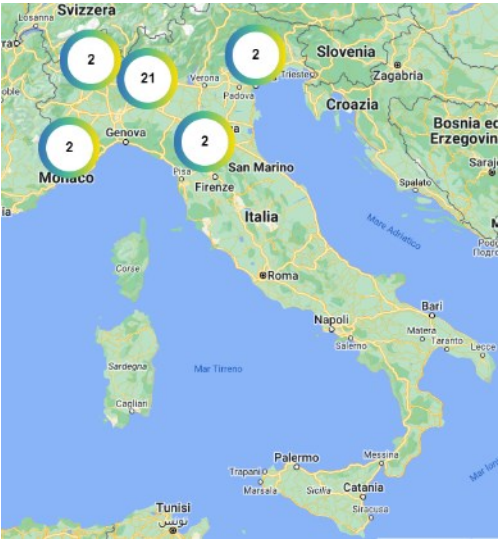 Svizzera
Losanna
2
2
21
Slovenia
Verona
Trieste
Zagabria
Padova
Croazia
Genova
2
2
Bosnia ed
Erzegovin
Monaco
Pisa
Firenze
San Marino
Spalato
Italia
Mare Adriatico
Corse
Roma
Bari
Napoli
Salerno
Matera
Taranto
Lecce
Sardegna
Mar Tirreno
Cagliari
Palermo
Messina
Trapani
Marsala
Sicilia
Catania
Siracusa
Tunisi
تونس